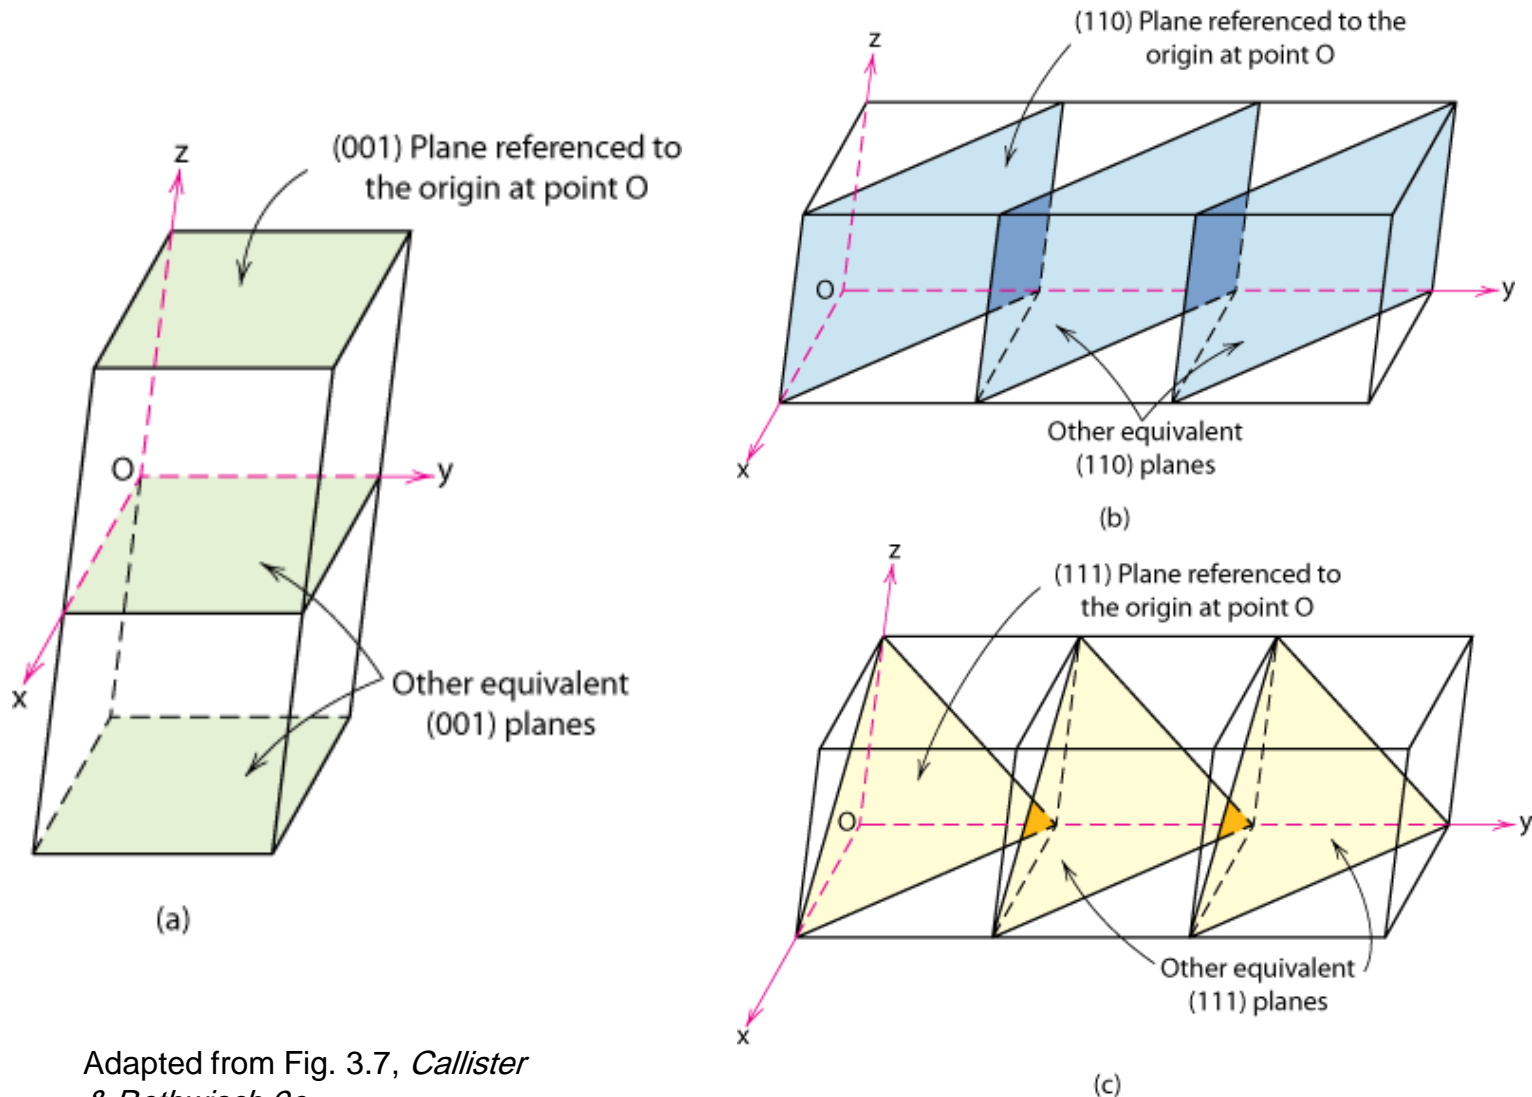 z
(001) Plane referenced to
the origin at point O
O
y
x
Other equivalent
(001) planes
(a)
(110) Plane referenced to the
origin at point O
z
O
y
x
Other equivalent
(110) planes
(b)
z
(111) Plane referenced to
the origin at point O
O
y
x
Other equivalent
(111) planes
(c)
Adapted from Fig. 3.7, Callister